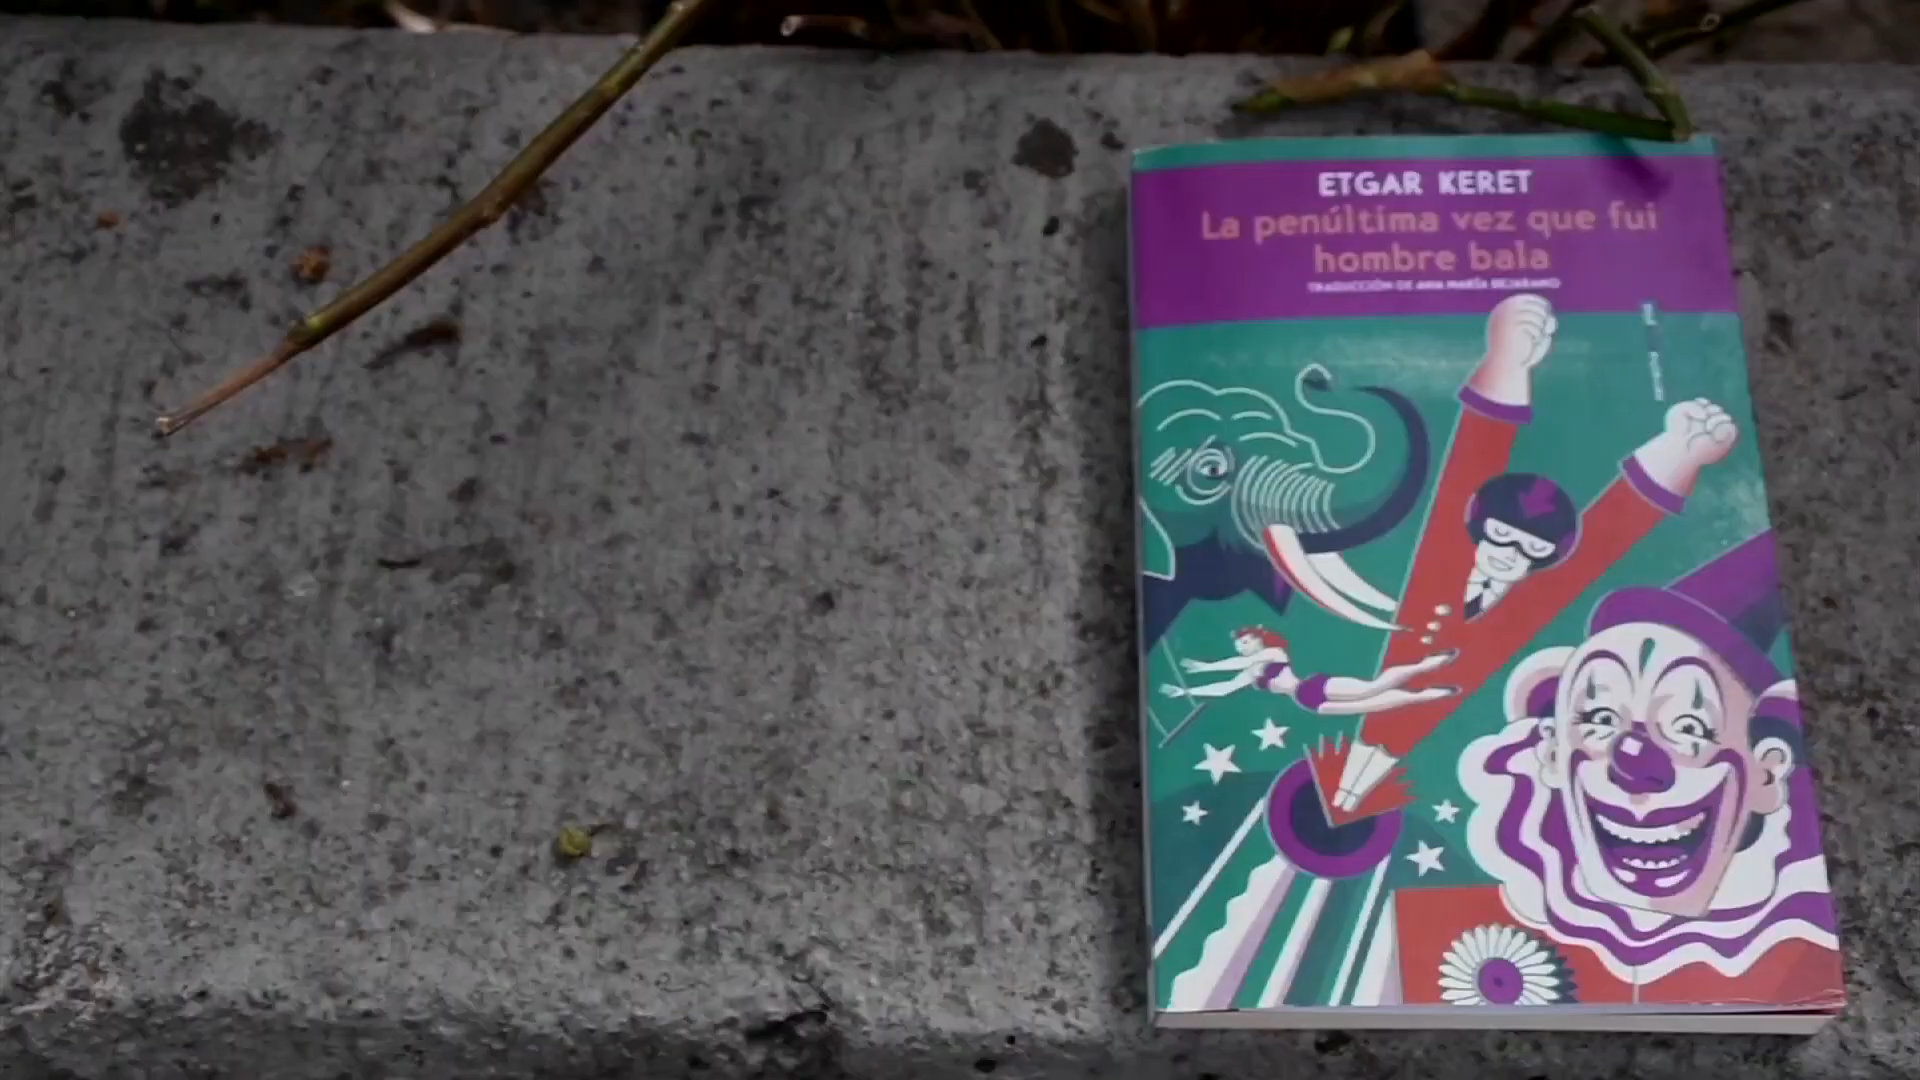 ETGAR KERET
La penúltima vez que fui
hombre bala
TRADUCCIÓN DE ANA MARÍA BEJARANO